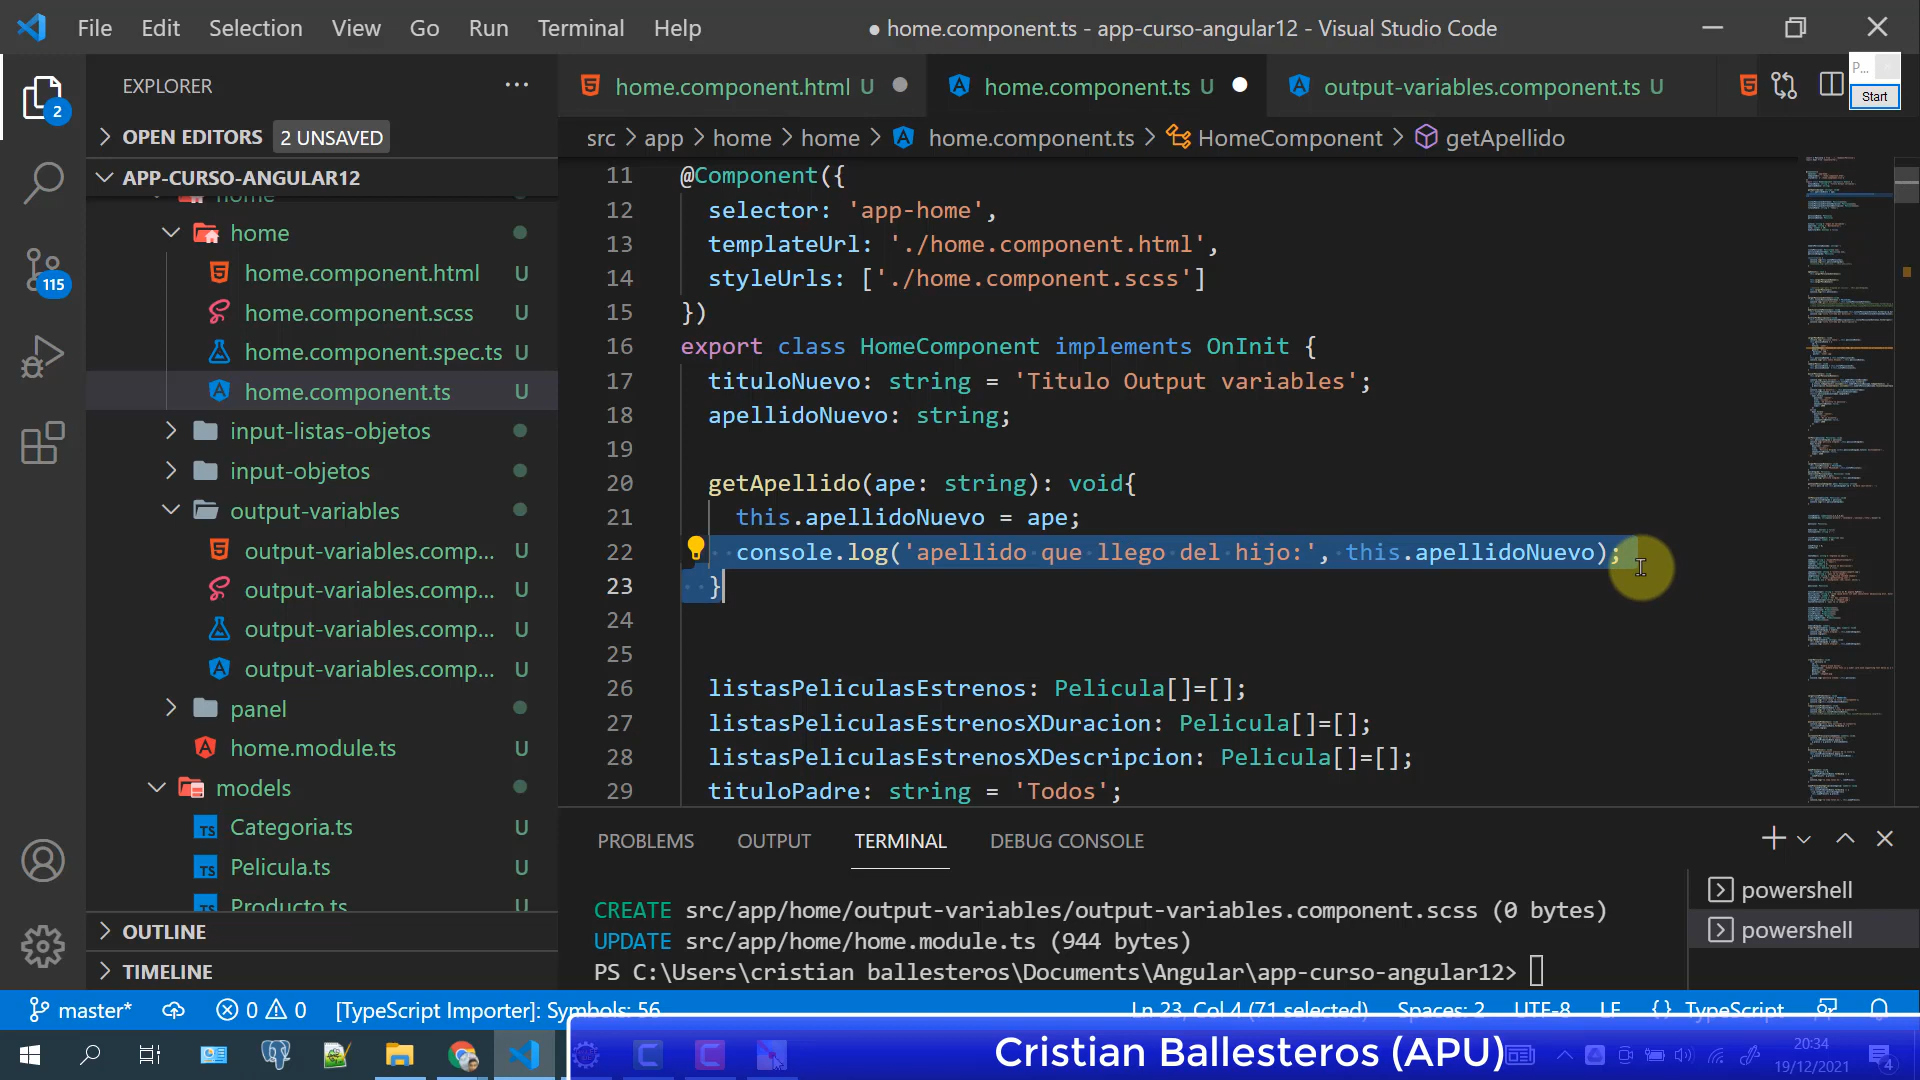 File Edit Selection View Go Run Terminal Help
● home.component.ts - app-curso-angular12 - Visual Studio Code
EXPLORER
home.component.html U
home.component.ts U
output-variables.component.ts U
P...
Start
2
OPEN EDITORS 2 UNSAVED
src > app > home > home > home.component.ts > HomeComponent > getApellido
APP-CURSO-ANGULAR12
home
home
home.component.html U
home.component.scss U
home.component.spec.ts U
home.component.ts U
input-listas-objetos
input-objetos
output-variables
output-variables.comp... U
output-variables.comp... U
output-variables.comp... U
output-variables.comp... U
panel
home.module.ts U
models
Categoria.ts U
Pelicula.ts U
Producto.ts U
OUTLINE
TIMELINE
115
11 @Component({
12 selector: 'app-home',
13 templateUrl: './home.component.html',
14 styleUrls: ['./home.component.scss']
15 })
16 export class HomeComponent implements OnInit {
17 tituloNuevo: string = 'Titulo Output variables';
18 apellidoNuevo: string;
19
20 getApellido(ape: string): void{
21 this.apellidoNuevo = ape;
22 console.log('apellido que llego del hijo:', this.apellidoNuevo);
23 }
24
25
26 listasPeliculasEstrenos: Pelicula[]=[];
27 listasPeliculasEstrenosXDuracion: Pelicula[]=[];
28 listasPeliculasEstrenosXDescripcion: Pelicula[]=[];
29 tituloPadre: string = 'Todos';
PROBLEMS OUTPUT TERMINAL DEBUG CONSOLE
CREATE src/app/home/output-variables/output-variables.component.scss (0 bytes)
UPDATE src/app/home/home.module.ts (944 bytes)
PS C:\Users\cristian ballesteros\Documents\Angular\app-curso-angular12>
powershell
powershell
master* 0 0 [TypeScript Importer]: Symbols: 56
Ln 23, Col 4 (71 selected) Spaces: 2 UTF-8 LF {} TypeScript
Cristian Ballesteros (APU)
20:34
19/12/2021
4